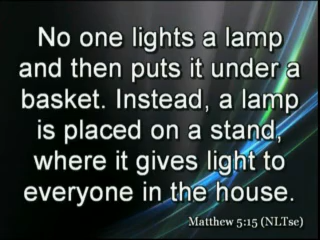 No one lights a lamp
and then puts it under a
basket. Instead, a lamp
is placed on a stand,
where it gives light to
everyone in the house.
Matthew 5:15 (NLTse)